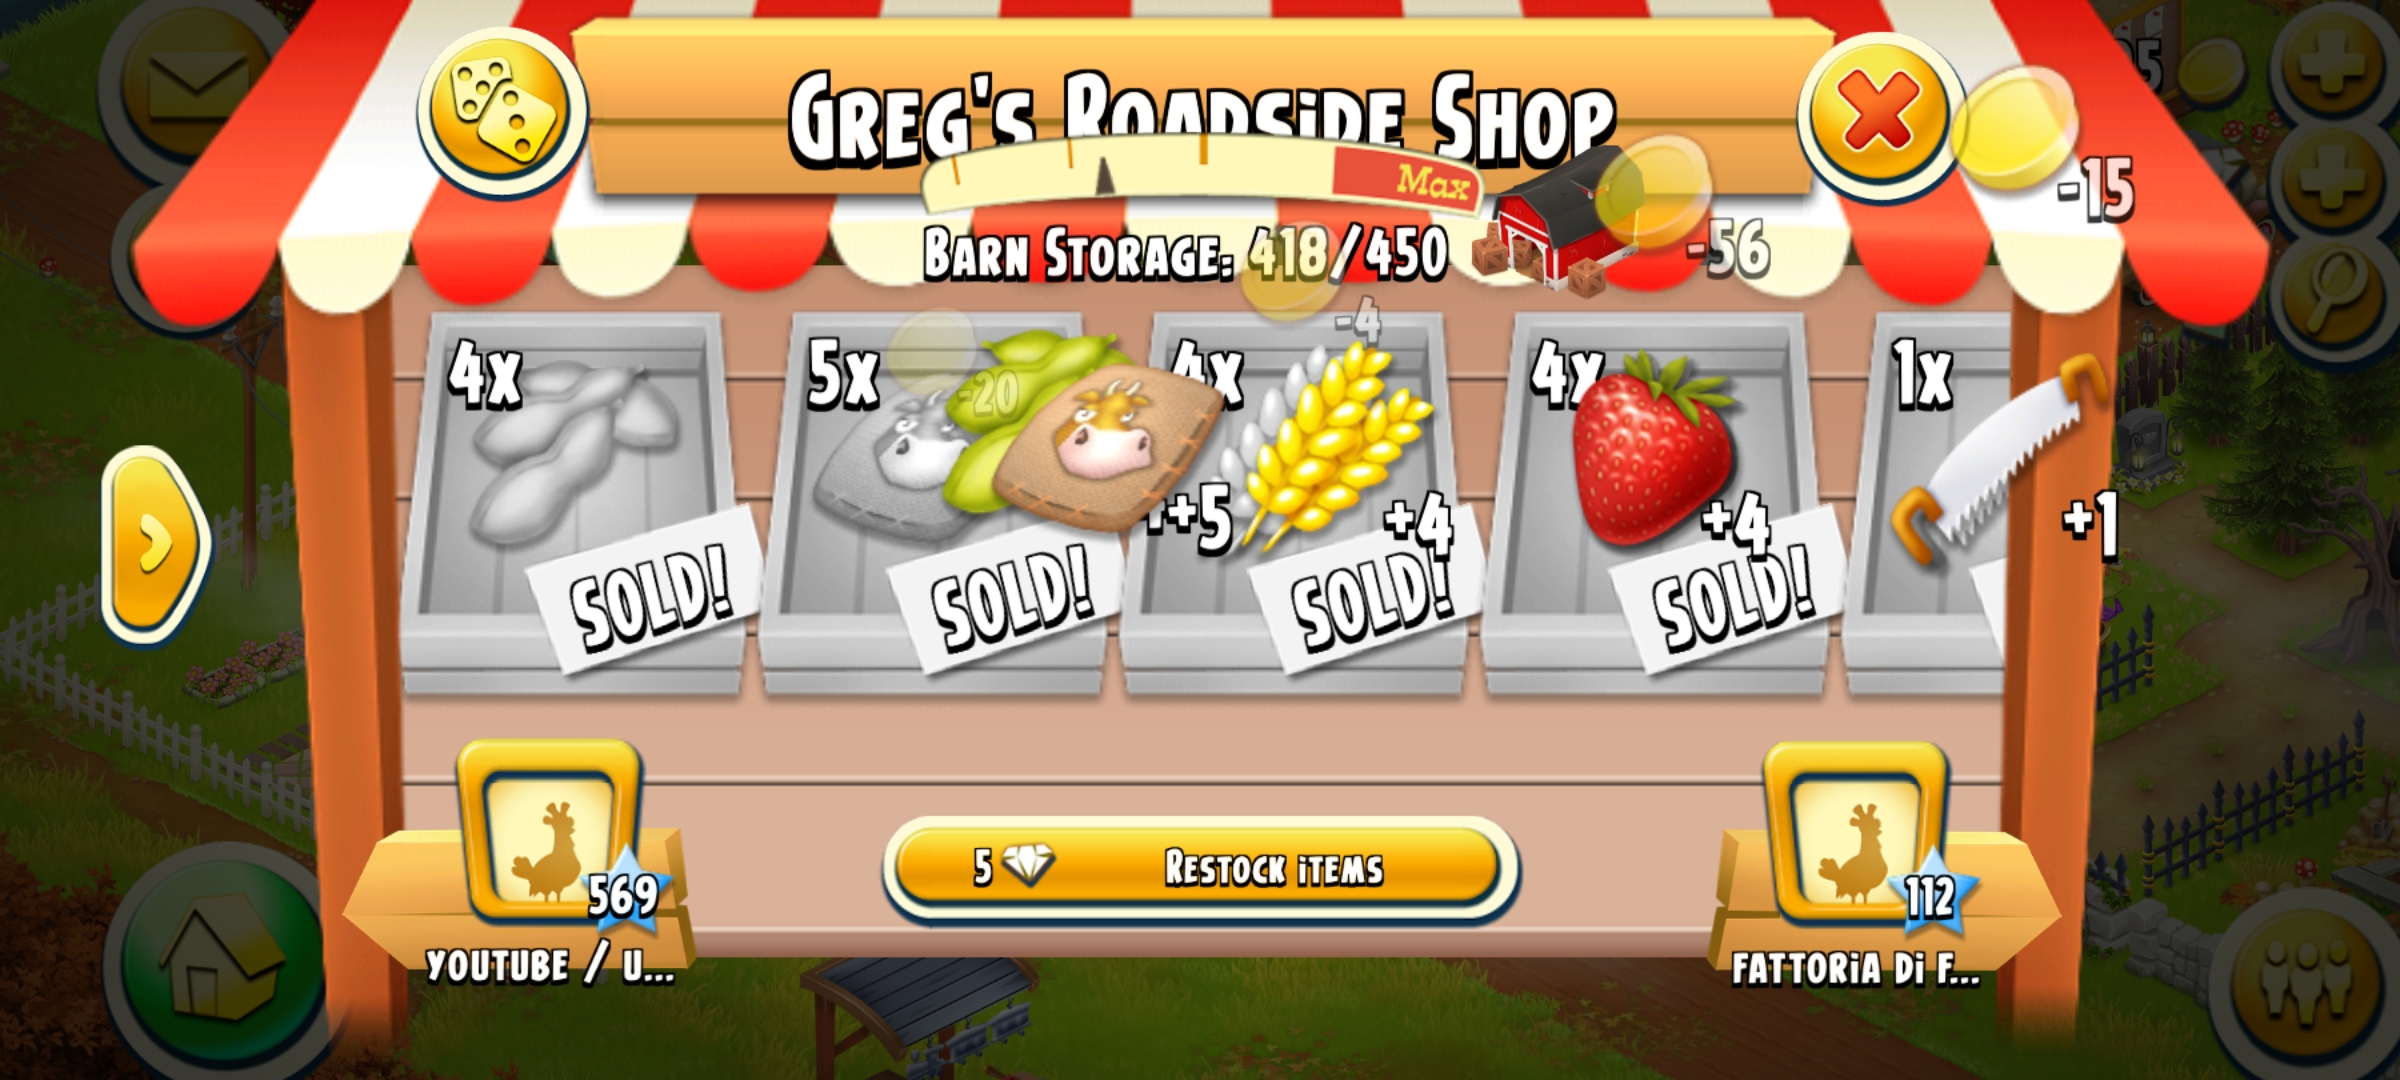 GREG'S ROADSIDE SHOP
Max
-15
BARN STORAGE: 418/450
-56
-4
4x
5x
4x
4x
1x
-20
+5
+4
+4
+1
SOLD!
SOLD!
SOLD!
SOLD!
569
5
RESTOCK ITEMS
112
YOUTUBE / U...
FATTORIA DI F...